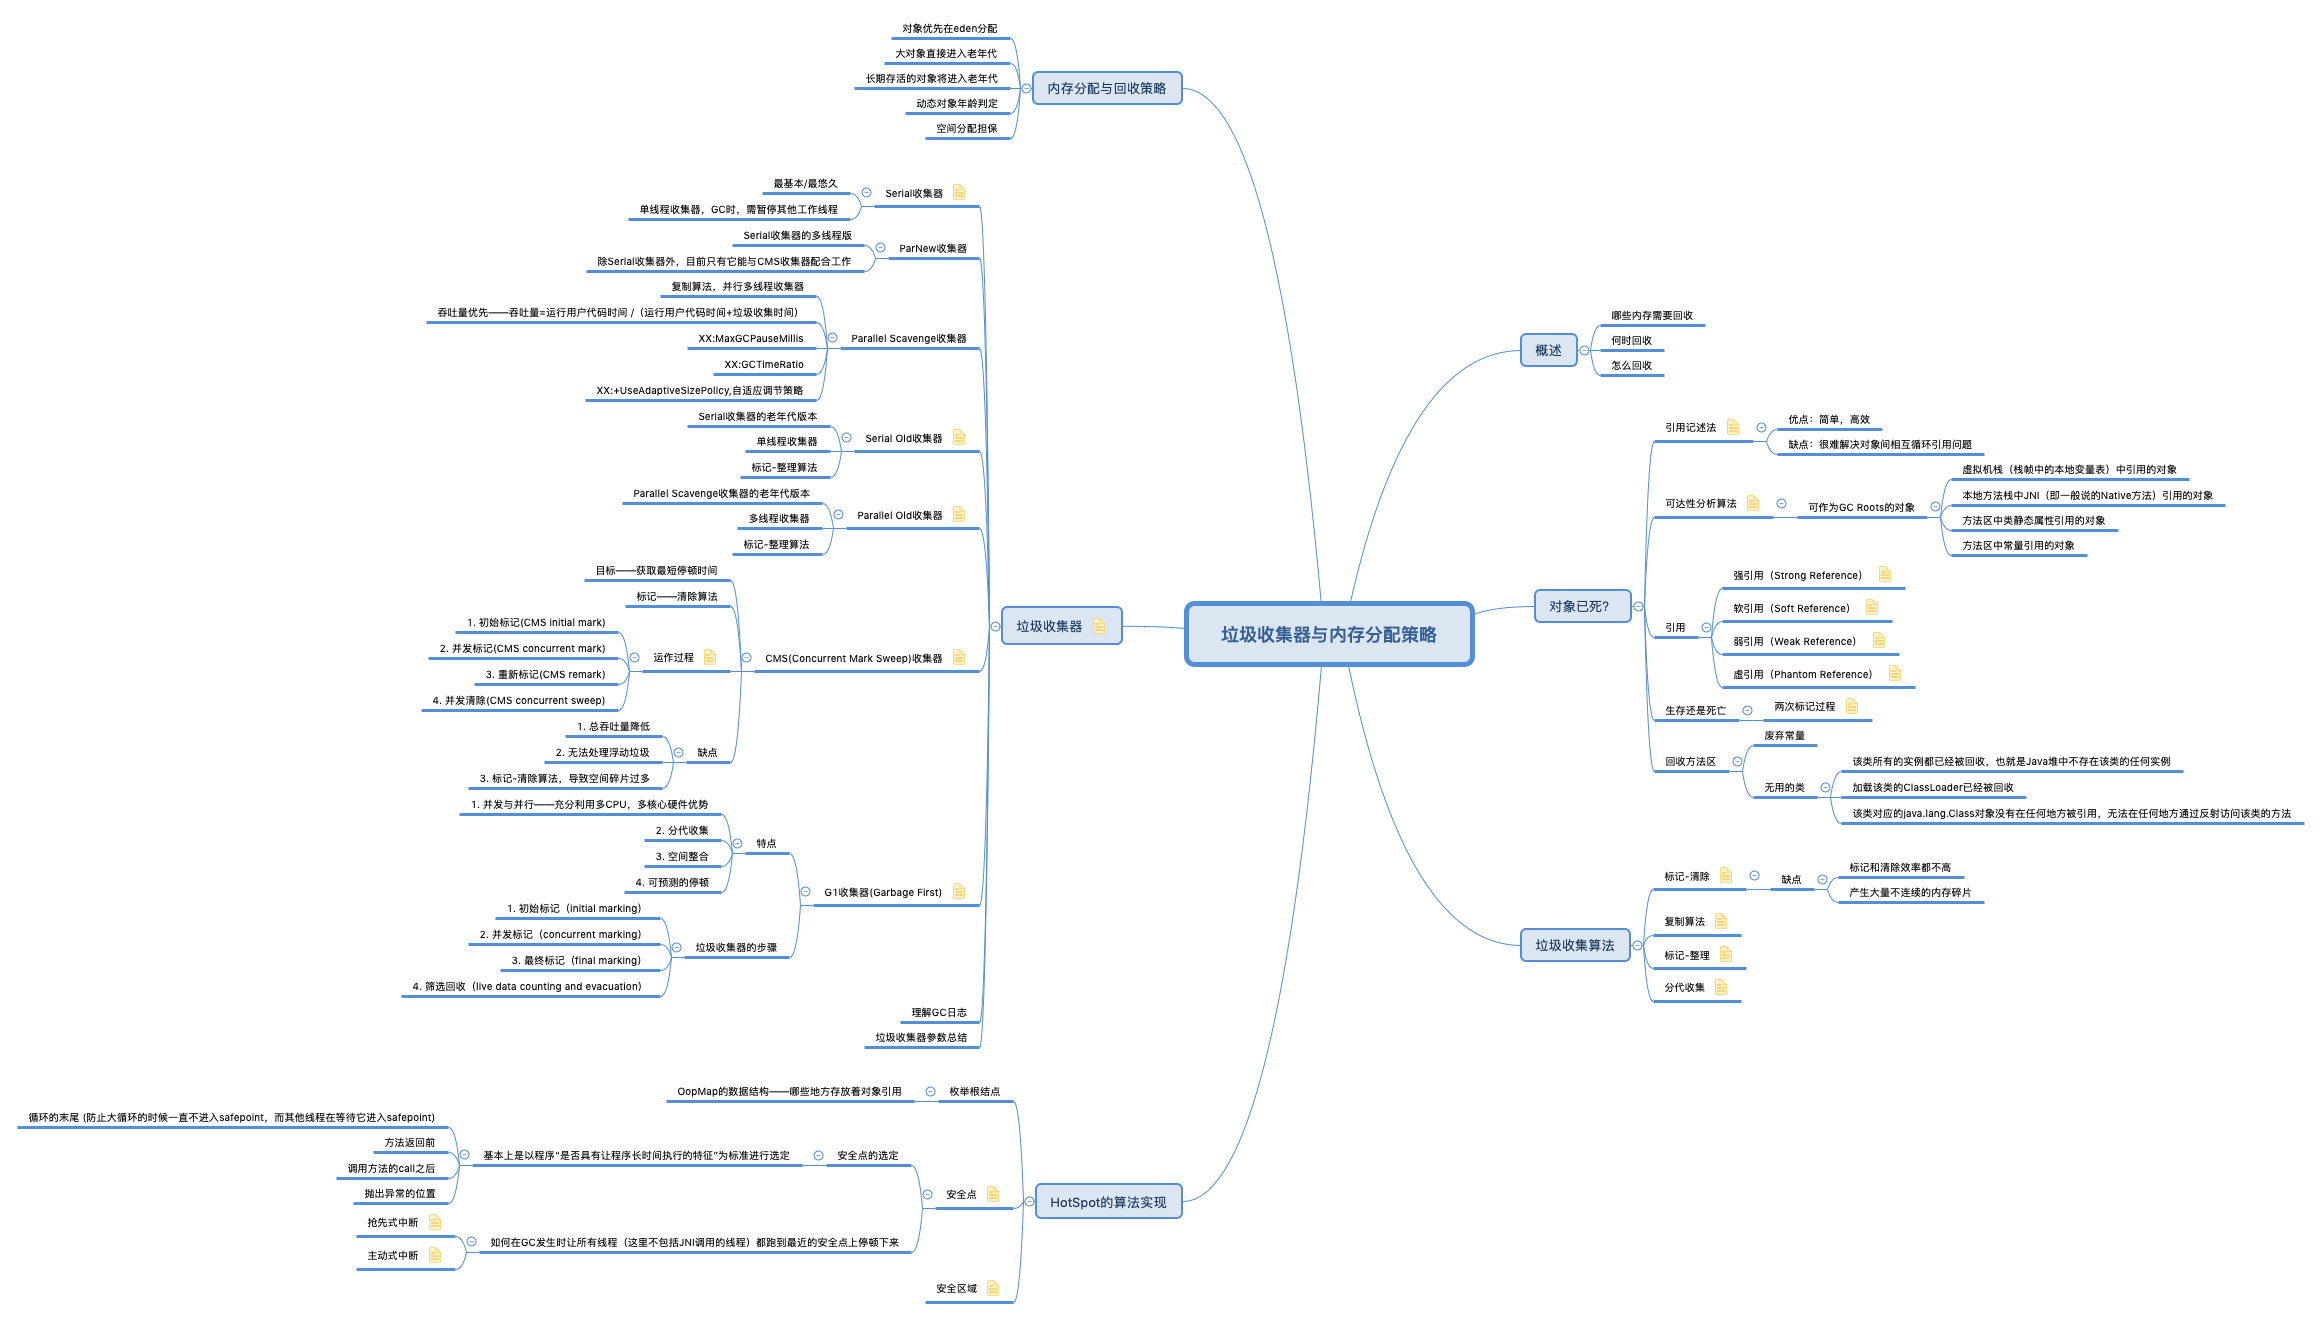 垃圾收集器与内存分配策略
概述
哪些内存需要回收
何时回收
怎么回收
对象已死?
引用记述法
优点：简单，高效
缺点：很难解决对象间相互循环引用问题
可达性分析算法
可作为GC Roots的对象
虚拟机栈（栈帧中的本地变量表）中引用的对象
本地方法栈中JNI（即一般说的Native方法）引用的对象
方法区中类静态属性引用的对象
方法区中常量引用的对象
引用
强引用（Strong Reference）
软引用（Soft Reference）
弱引用（Weak Reference）
虚引用（Phantom Reference）
生存还是死亡
两次标记过程
回收方法区
废弃常量
无用的类
该类所有的实例都已经被回收，也就是Java堆中不存在该类的任何实例
加载该类的ClassLoader已经被回收
该类对应的java.lang.Class对象没有在任何地方被引用，无法在任何地方通过反射访问该类的方法
垃圾收集算法
标记-清除
缺点
标记和清除效率都不高
产生大量不连续的内存碎片
复制算法
标记-整理
分代收集
内存分配与回收策略
对象优先在eden分配
大对象直接进入老年代
长期存活的对象将进入老年代
动态对象年龄判定
空间分配担保
垃圾收集器
Serial收集器
最基本/最悠久
单线程收集器，GC时，需暂停其他工作线程
ParNew收集器
Serial收集器的多线程版
除Serial收集器外，目前只有它能与CMS收集器配合工作
Parallel Scavenge收集器
复制算法，并行多线程收集器
吞吐量优先——吞吐量=运行用户代码时间 /（运行用户代码时间+垃圾收集时间）
XX:MaxGCPauseMillis
XX:GCTimeRatio
XX:+UseAdaptiveSizePolicy,自适应调节策略
Serial Old收集器
Serial收集器的老年代版本
单线程收集器
标记-整理算法
Parallel Old收集器
Parallel Scavenge收集器的老年代版本
多线程收集器
标记-整理算法
CMS(Concurrent Mark Sweep)收集器
目标——获取最短停顿时间
标记——清除算法
运作过程
1. 初始标记(CMS initial mark)
2. 并发标记(CMS concurrent mark)
3. 重新标记(CMS remark)
4. 并发清除(CMS concurrent sweep)
缺点
1. 总吞吐量降低
2. 无法处理浮动垃圾
3. 标记-清除算法，导致空间碎片过多
G1收集器(Garbage First)
特点
1. 并发与并行——充分利用多CPU，多核心硬件优势
2. 分代收集
3. 空间整合
4. 可预测的停顿
垃圾收集器的步骤
1. 初始标记（initial marking）
2. 并发标记（concurrent marking）
3. 最终标记（final marking）
4. 筛选回收（live data counting and evacuation）
理解GC日志
垃圾收集器参数总结
HotSpot的算法实现
枚举根结点
OopMap的数据结构——哪些地方存放着对象引用
安全点
安全点的选定
基本上是以程序“是否具有让程序长时间执行的特征”为标准进行选定
循环的末尾 (防止大循环的时候一直不进入safepoint，而其他线程在等待它进入safepoint)
方法返回前
调用方法的call之后
抛出异常的位置
如何在GC发生时让所有线程（这里不包括JNI调用的线程）都跑到最近的安全点上停顿下来
抢先式中断
主动式中断
安全区域